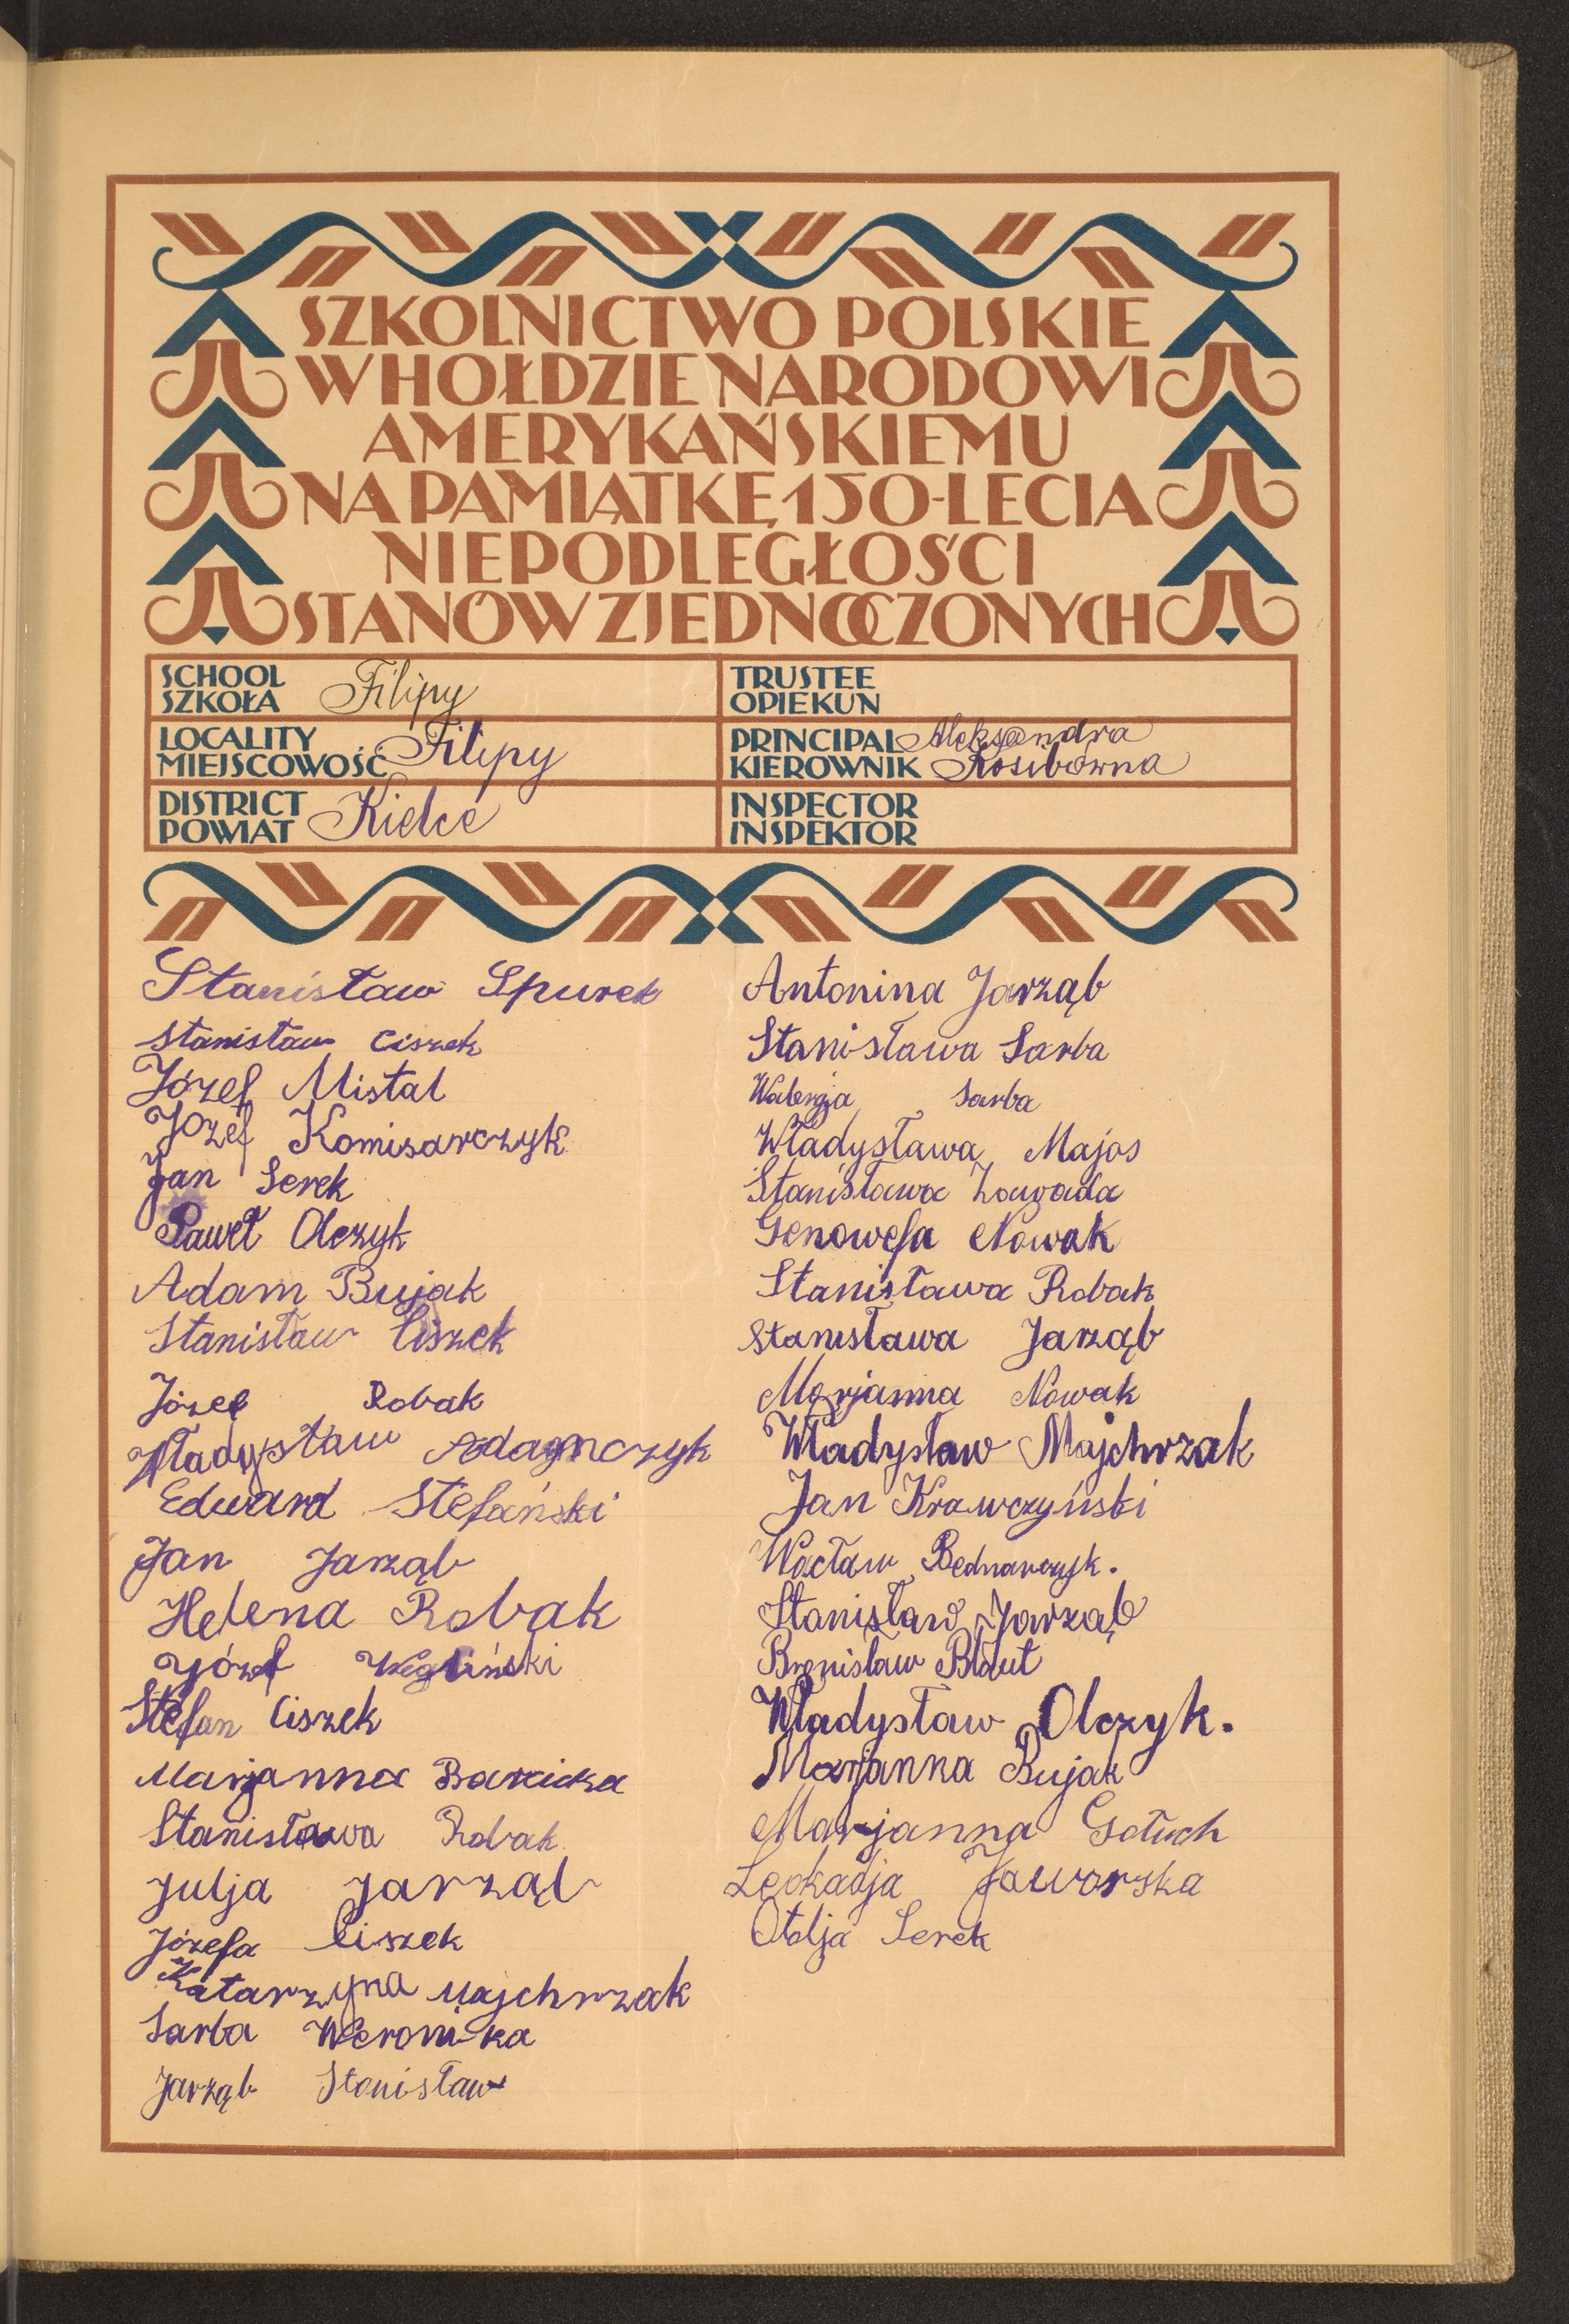 SZKOLNICTWO POLSKIE
W HOŁDZIE NARODOWI
AMERYKAŃSKIEMU
NA PAMIĄTKĘ 150-LECIA
NIEPODLEGŁOŚCI
STANÓW ZJEDNOCZONYCH
SCHOOL
SZKOŁA Filipy
LOCALITY
MIEJSCOWOŚĆ Filipy
DISTRICT
POWIAT Kielce
TRUSTEE
OPIEKUN
PRINCIPAL Aleksandra
KIEROWNIK Kosibówna
INSPECTOR
INSPEKTOR
Stanisław Spurek
Stanisław Ciszek
Józef Mistal
Józef Komisarczyk
Jan Serek
Paweł Olczyk
Adam Bujak
Stanisław Ciszek
Józef Robak
Władysław Adamczyk
Edward Stefański
Jan Jarząb
Helena Robak
Józef Węgliński
Stefan Ciszek
Marjanna
Stanisława Robak
Julja Jarząb
Józefa Ciszek
Katarzyna Majchrzak
Sarba Weronika
Jarząb Stanisław
Antonina Jarząb
Stanisława Sarba
Walerja Sarba
Władysława Majos
Stanisława Zawada
Genowefa Nowak
Stanisława Robak
Stanisława Jarząb
Marjanna Nowak
Władysław Majchrzak
Jan Krawczyński
Wacław Bednarczyk.
Stanisław Jarząb
Bronisław Blaut
Władysław Olczyk.
Marjanna Bujak
Marjanna Gołuch
Leokadja Jaworska
Otolja Serek